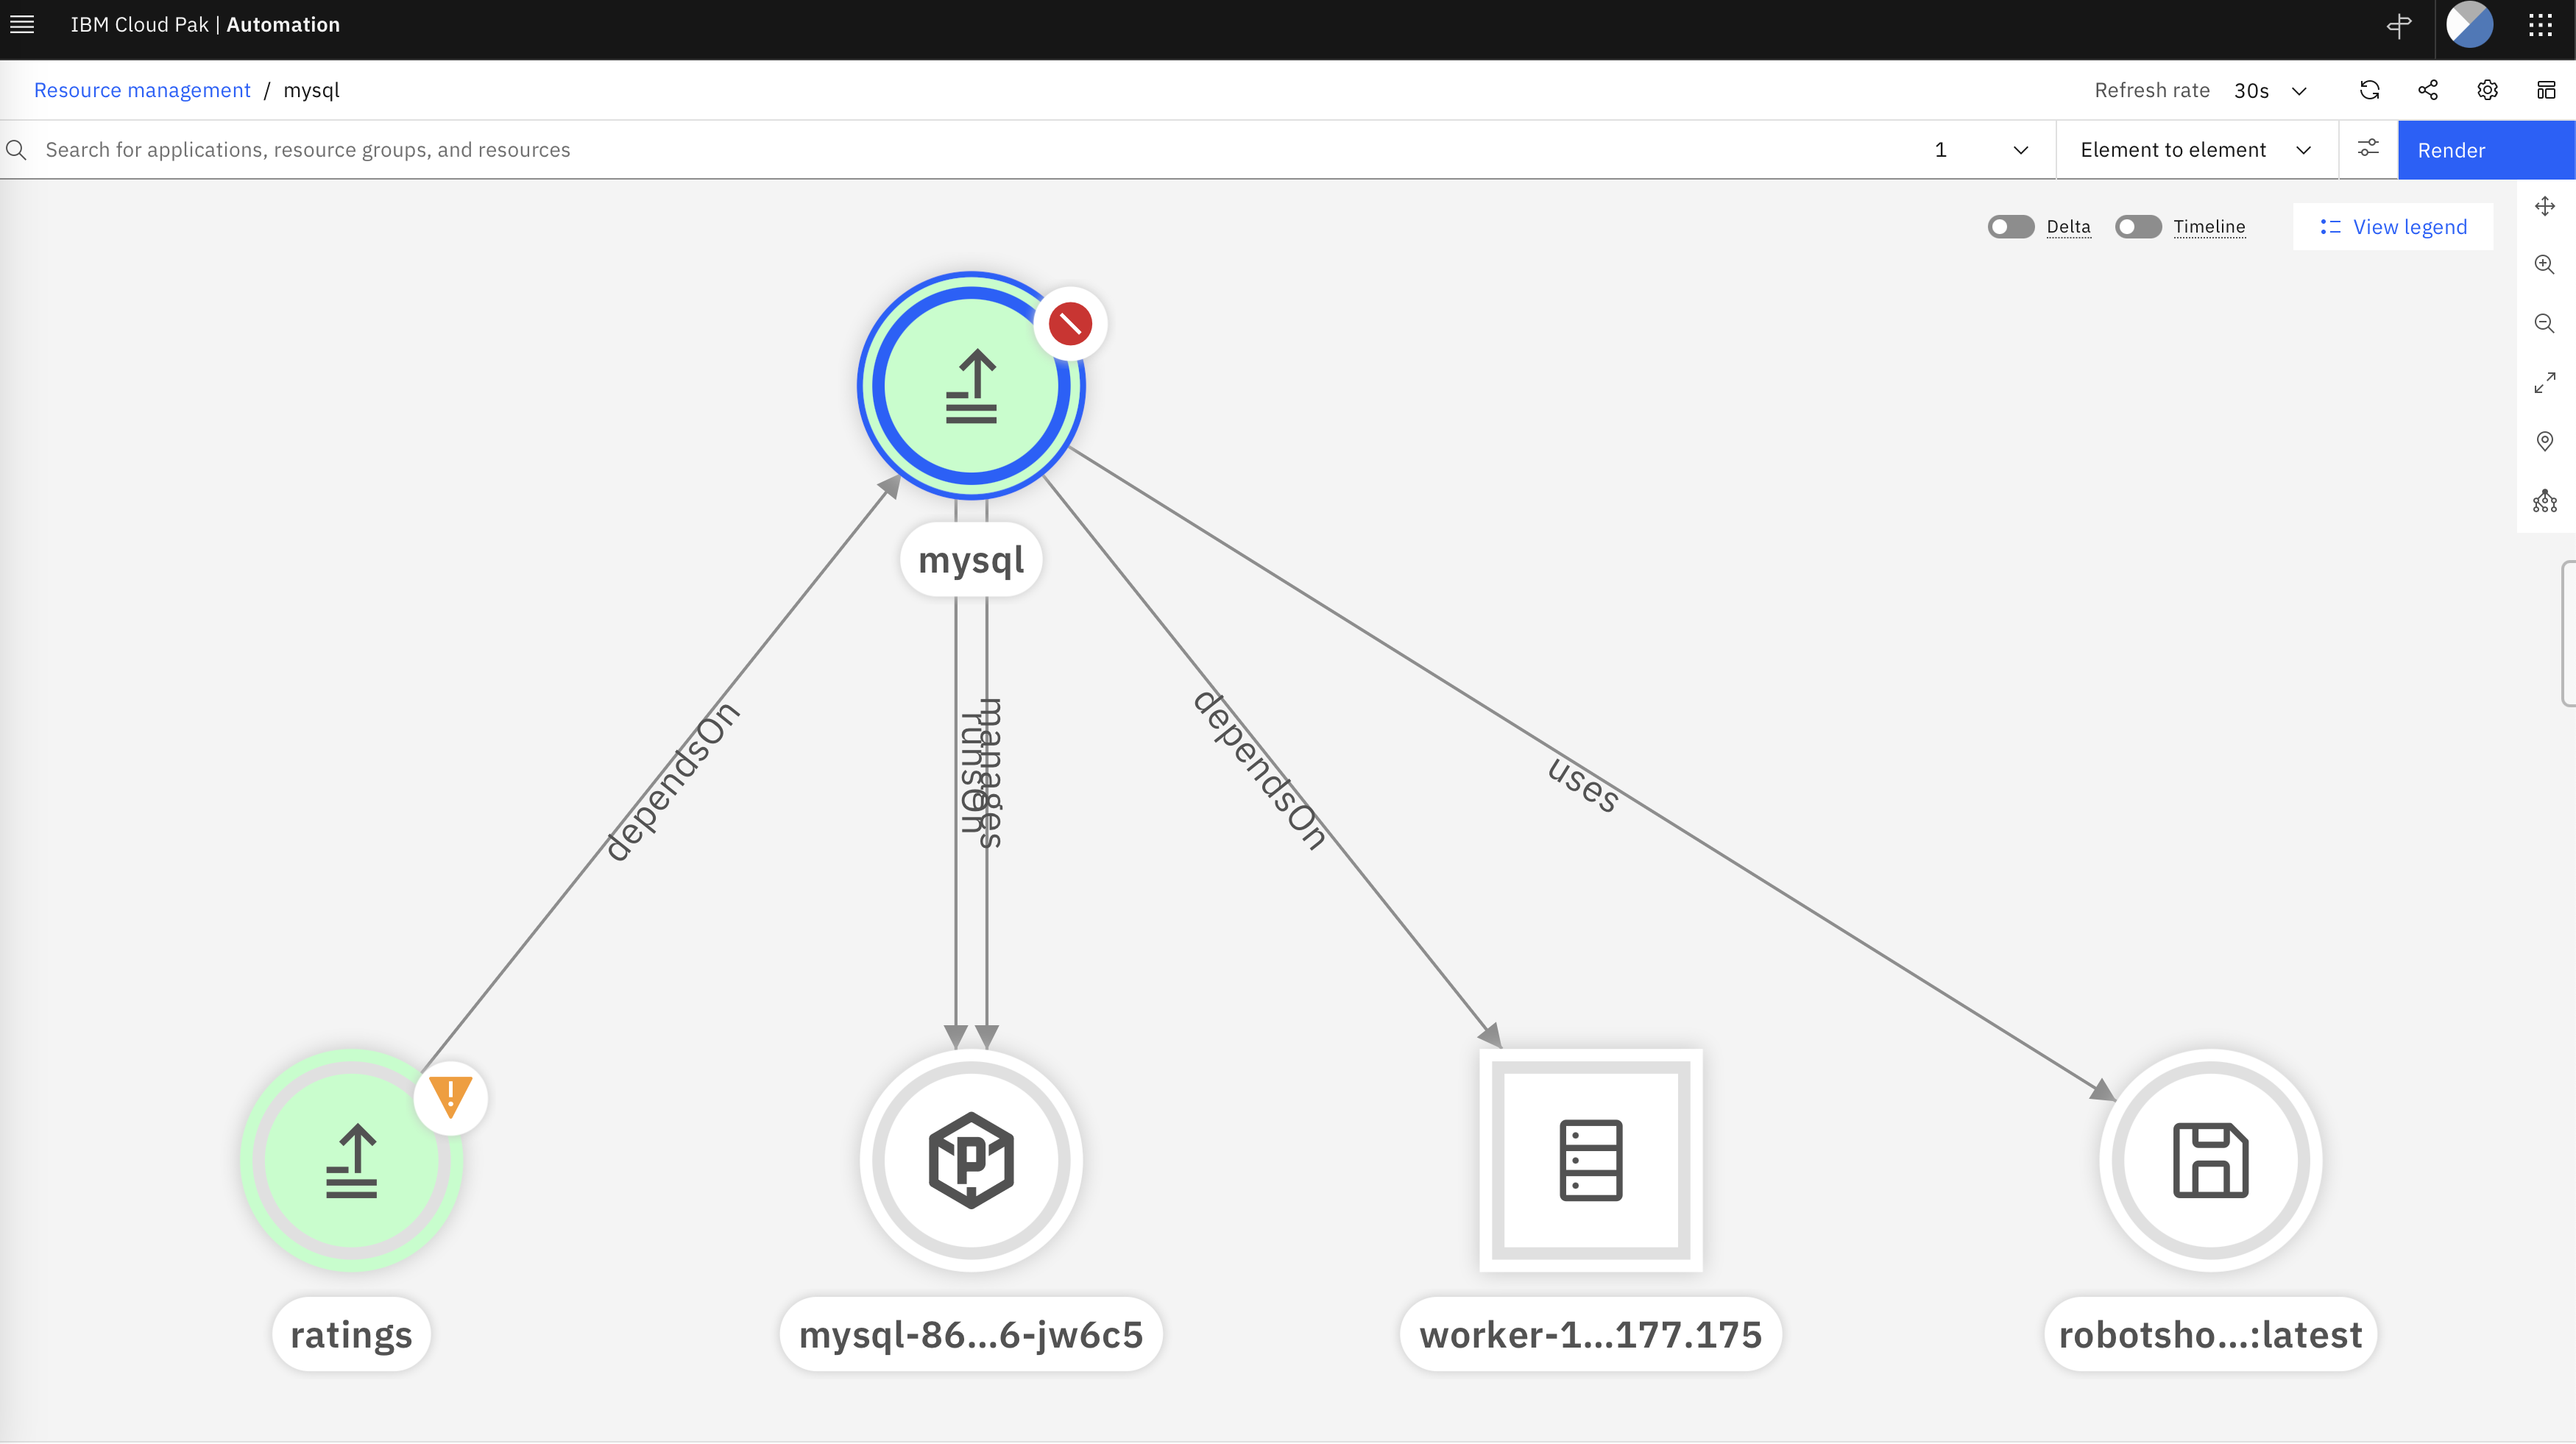 IBM Cloud Pak | Automation
Resource management / mysql
Refresh rate 30s
Search for applications, resource groups, and resources
1
Element to element
Render
Delta
Timeline
View legend
mysql
dependsOn
runsOn
manages
dependsOn
uses
ratings
mysql-86...6-jw6c5
worker-1...177.175
robotsho...:latest